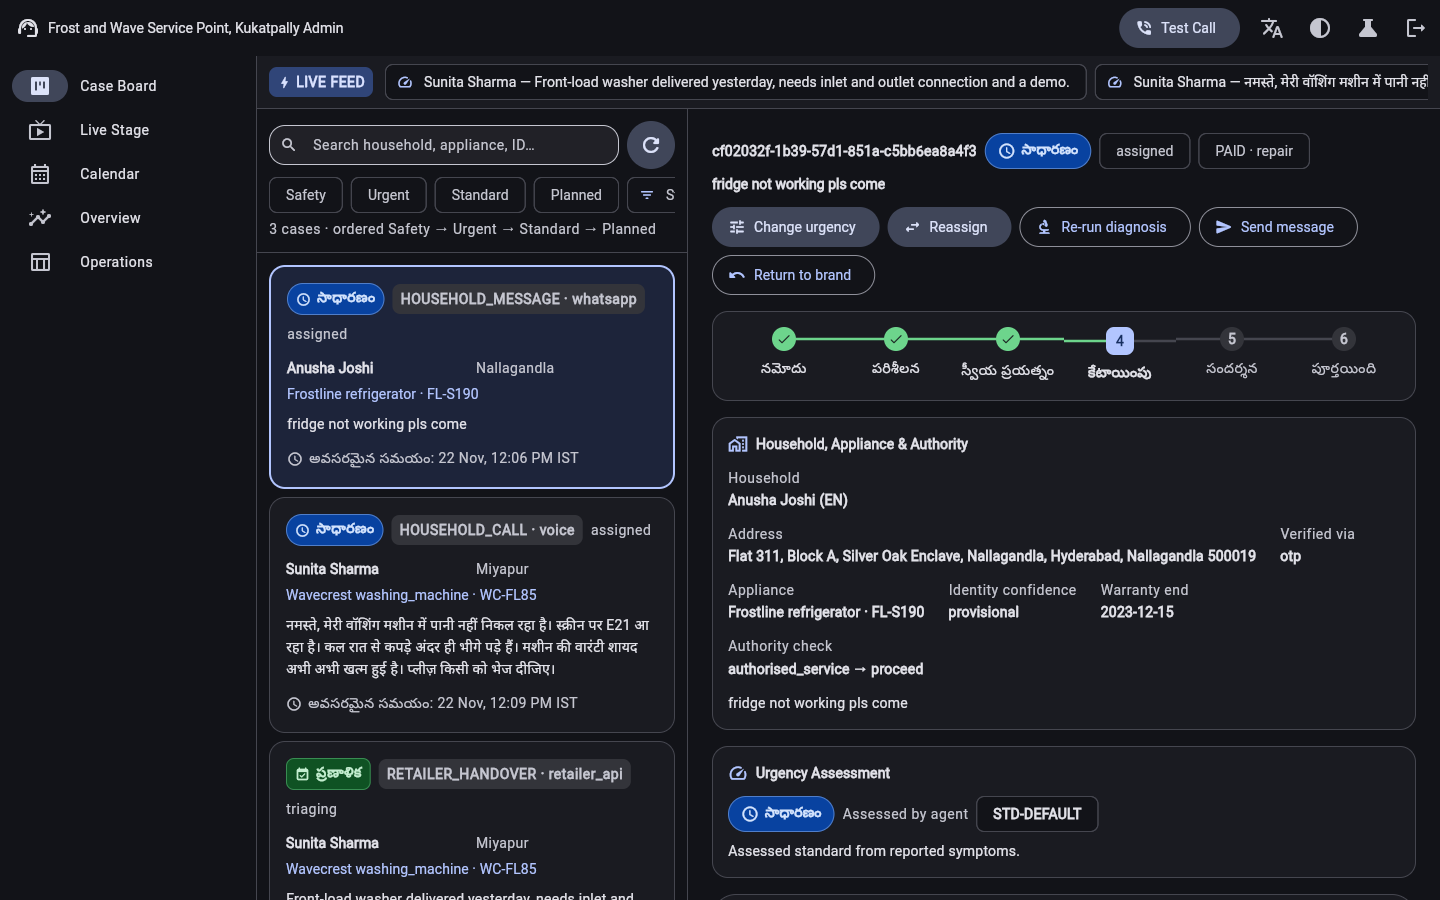 Frost and Wave Service Point, Kukatpally Admin
Test Call
Case Board
Live Stage
Calendar
Overview
Operations
LIVE FEED
Sunita Sharma — Front-load washer delivered yesterday, needs inlet and outlet connection and a demo.
Sunita Sharma — नमस्ते, मेरी वॉशिंग मशीन में पानी नहीं
Search household, appliance, ID...
Safety
Urgent
Standard
Planned
S
3 cases · ordered Safety → Urgent → Standard → Planned
సాధారణం
HOUSEHOLD_MESSAGE · whatsapp
assigned
Anusha Joshi
Nallagandla
Frostline refrigerator · FL-S190
fridge not working pls come
అవసరమైన సమయం: 22 Nov, 12:06 PM IST
సాధారణం
HOUSEHOLD_CALL · voice
assigned
Sunita Sharma
Miyapur
Wavecrest washing_machine · WC-FL85
नमस्ते, मेरी वॉशिंग मशीन में पानी नहीं निकल रहा है। स्क्रीन पर E21 आ
रहा है। कल रात से कपड़े अंदर ही भीगे पड़े हैं। मशीन की वारंटी शायद
अभी अभी खत्म हुई है। प्लीज़ किसी को भेज दीजिए।
అవసరమైన సమయం: 22 Nov, 12:09 PM IST
ప్రణాళిక
RETAILER_HANDOVER · retailer_api
triaging
Sunita Sharma
Miyapur
Wavecrest washing_machine · WC-FL85
Front-load washer delivered yesterday, needs inlet and
cf02032f-1b39-57d1-851a-c5bb6ea8a4f3
సాధారణం
assigned
PAID · repair
fridge not working pls come
Change urgency
Reassign
Re-run diagnosis
Send message
Return to brand
4
5
6
నమోదు
పరిశీలన
స్వీయ ప్రయత్నం
కేటాయింపు
సందర్శన
పూర్తయింది
Household, Appliance & Authority
Household
Anusha Joshi (EN)
Address
Verified via
Flat 311, Block A, Silver Oak Enclave, Nallagandla, Hyderabad, Nallagandla 500019
otp
Appliance
Identity confidence
Warranty end
Frostline refrigerator · FL-S190
provisional
2023-12-15
Authority check
authorised_service → proceed
fridge not working pls come
Urgency Assessment
సాధారణం
Assessed by agent
STD-DEFAULT
Assessed standard from reported symptoms.